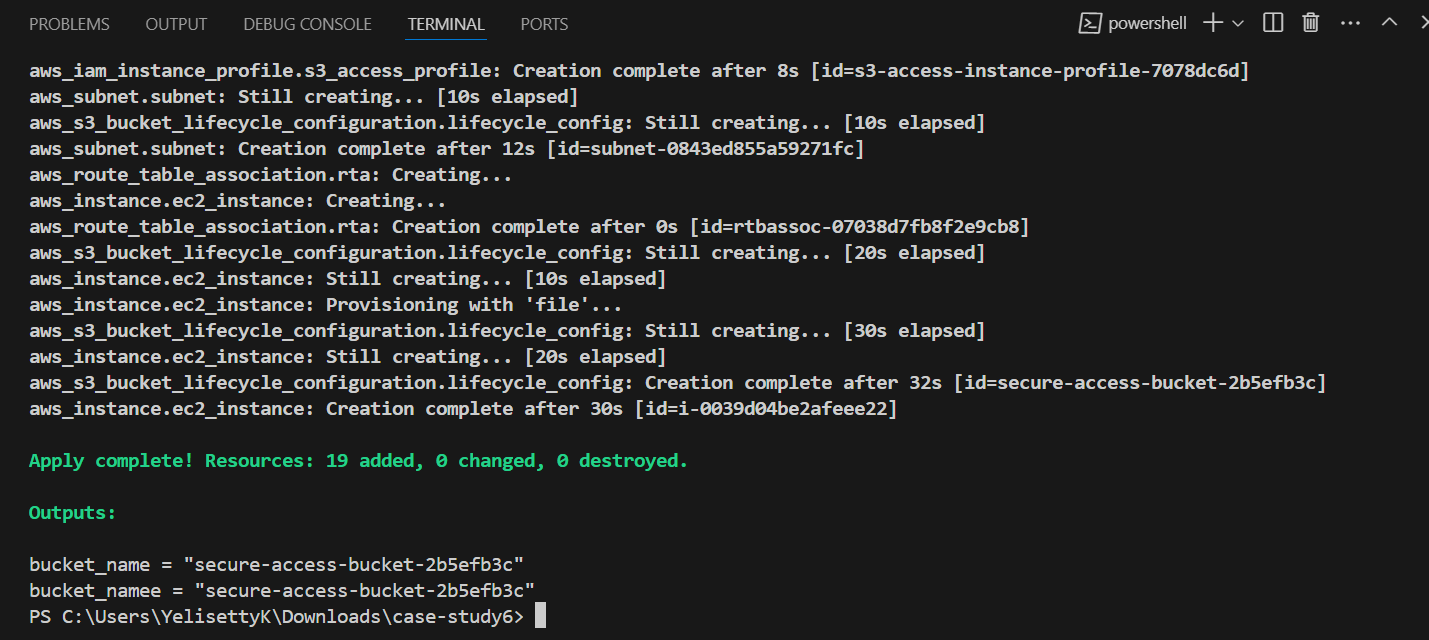 PROBLEMS OUTPUT DEBUG CONSOLE TERMINAL PORTS powershell
aws_iam_instance_profile.s3_access_profile: Creation complete after 8s [id=s3-access-instance-profile-7078dc6d]
aws_subnet.subnet: Still creating... [10s elapsed]
aws_s3_bucket_lifecycle_configuration.lifecycle_config: Still creating... [10s elapsed]
aws_subnet.subnet: Creation complete after 12s [id=subnet-0843ed855a59271fc]
aws_route_table_association.rta: Creating...
aws_instance.ec2_instance: Creating...
aws_route_table_association.rta: Creation complete after 0s [id=rtbassoc-07038d7fb8f2e9cb8]
aws_s3_bucket_lifecycle_configuration.lifecycle_config: Still creating... [20s elapsed]
aws_instance.ec2_instance: Still creating... [10s elapsed]
aws_instance.ec2_instance: Provisioning with 'file'...
aws_s3_bucket_lifecycle_configuration.lifecycle_config: Still creating... [30s elapsed]
aws_instance.ec2_instance: Still creating... [20s elapsed]
aws_s3_bucket_lifecycle_configuration.lifecycle_config: Creation complete after 32s [id=secure-access-bucket-2b5efb3c]
aws_instance.ec2_instance: Creation complete after 30s [id=i-0039d04be2afeee22]
Apply complete! Resources: 19 added, 0 changed, 0 destroyed.
Outputs:
bucket_name = "secure-access-bucket-2b5efb3c"
bucket_namee = "secure-access-bucket-2b5efb3c"
PS C:\Users\YelisettyK\Downloads\case-study6>